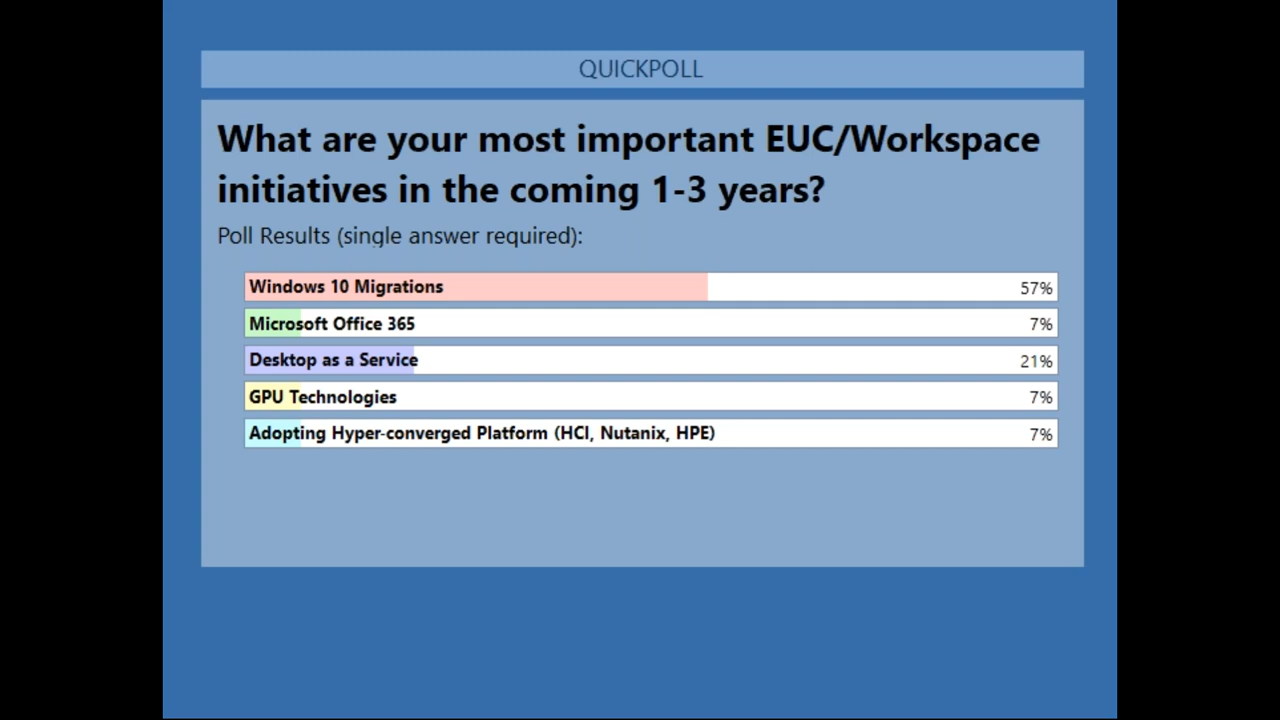 QUICKPOLL
What are your most important EUC/Workspace
initiatives in the coming 1-3 years?
Poll Results (single answer required):
Windows 10 Migrations 57%
Microsoft Office 365 7%
Desktop as a Service 21%
GPU Technologies 7%
Adopting Hyper-converged Platform (HCI, Nutanix, HPE) 7%